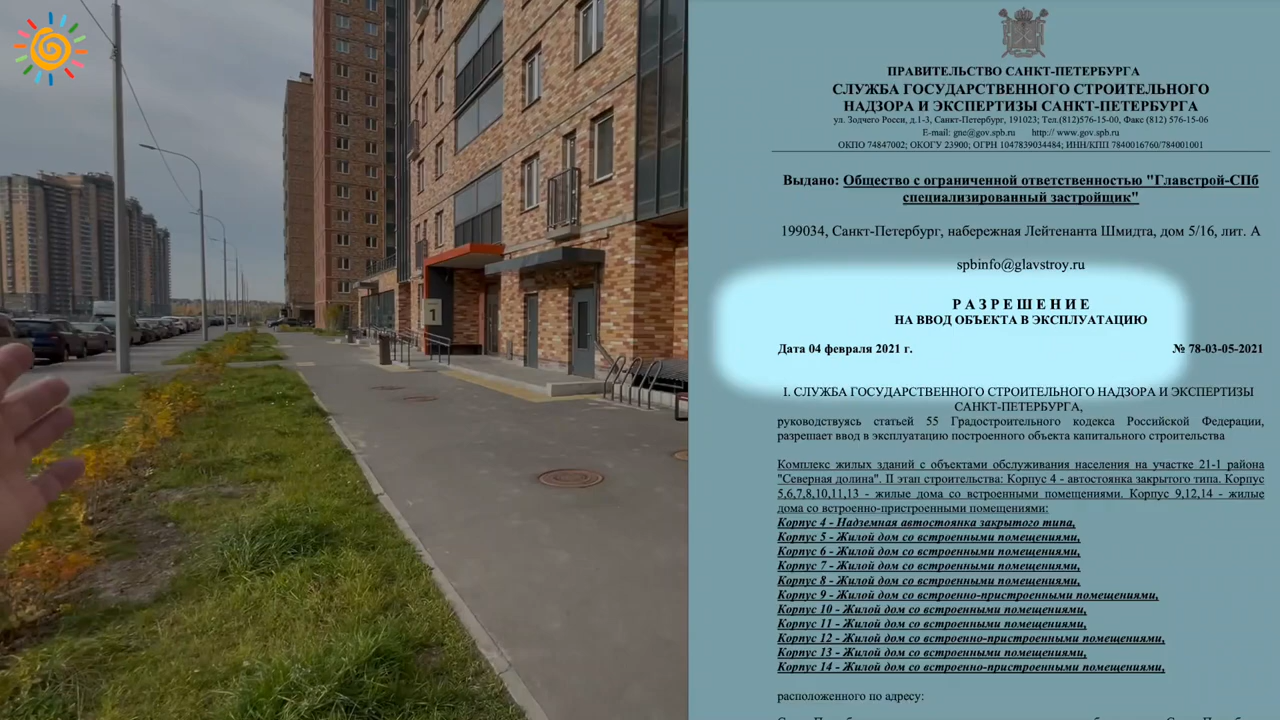 1
ПРАВИТЕЛЬСТВО САНКТ-ПЕТЕРБУРГА
СЛУЖБА ГОСУДАРСТВЕННОГО СТРОИТЕЛЬНОГО
НАДЗОРА И ЭКСПЕРТИЗЫ САНКТ-ПЕТЕРБУРГА
ул. Зодчего Росси, д.1-3, Санкт-Петербург, 191023; Тел.(812)576-15-00, Факс (812) 576-15-06
E-mail: gne@gov.spb.ru http:// www.gov.spb.ru
ОКПО 74847002; ОКОГУ 23900; ОГРН 1047839034484; ИНН/КПП 7840016760/784001001
Выдано: Общество с ограниченной ответственностью "Главстрой-СПб
специализированный застройщик"
199034, Санкт-Петербург, набережная Лейтенанта Шмидта, дом 5/16, лит. А
spbinfo@glavstroy.ru
Р А З Р Е Ш Е Н И Е
НА ВВОД ОБЪЕКТА В ЭКСПЛУАТАЦИЮ
Дата 04 февраля 2021 г. № 78-03-05-2021
I. СЛУЖБА ГОСУДАРСТВЕННОГО СТРОИТЕЛЬНОГО НАДЗОРА И ЭКСПЕРТИЗЫ
САНКТ-ПЕТЕРБУРГА,
руководствуясь статьей 55 Градостроительного кодекса Российской Федерации,
разрешает ввод в эксплуатацию построенного объекта капитального строительства
Комплекс жилых зданий с объектами обслуживания населения на участке 21-1 района
"Северная долина". II этап строительства: Корпус 4 - автостоянка закрытого типа. Корпус
5,6,7,8,10,11,13 - жилые дома со встроенными помещениями. Корпус 9,12,14 - жилые
дома со встроенно-пристроенными помещениями:
Корпус 4 - Надземная автостоянка закрытого типа,
Корпус 5 - Жилой дом со встроенными помещениями,
Корпус 6 - Жилой дом со встроенными помещениями,
Корпус 7 - Жилой дом со встроенными помещениями,
Корпус 8 - Жилой дом со встроенными помещениями,
Корпус 9 - Жилой дом со встроенно-пристроенными помещениями,
Корпус 10 - Жилой дом со встроенными помещениями,
Корпус 11 - Жилой дом со встроенными помещениями,
Корпус 12 - Жилой дом со встроенно-пристроенными помещениями,
Корпус 13 - Жилой дом со встроенными помещениями,
Корпус 14 - Жилой дом со встроенно-пристроенными помещениями,
расположенного по адресу: